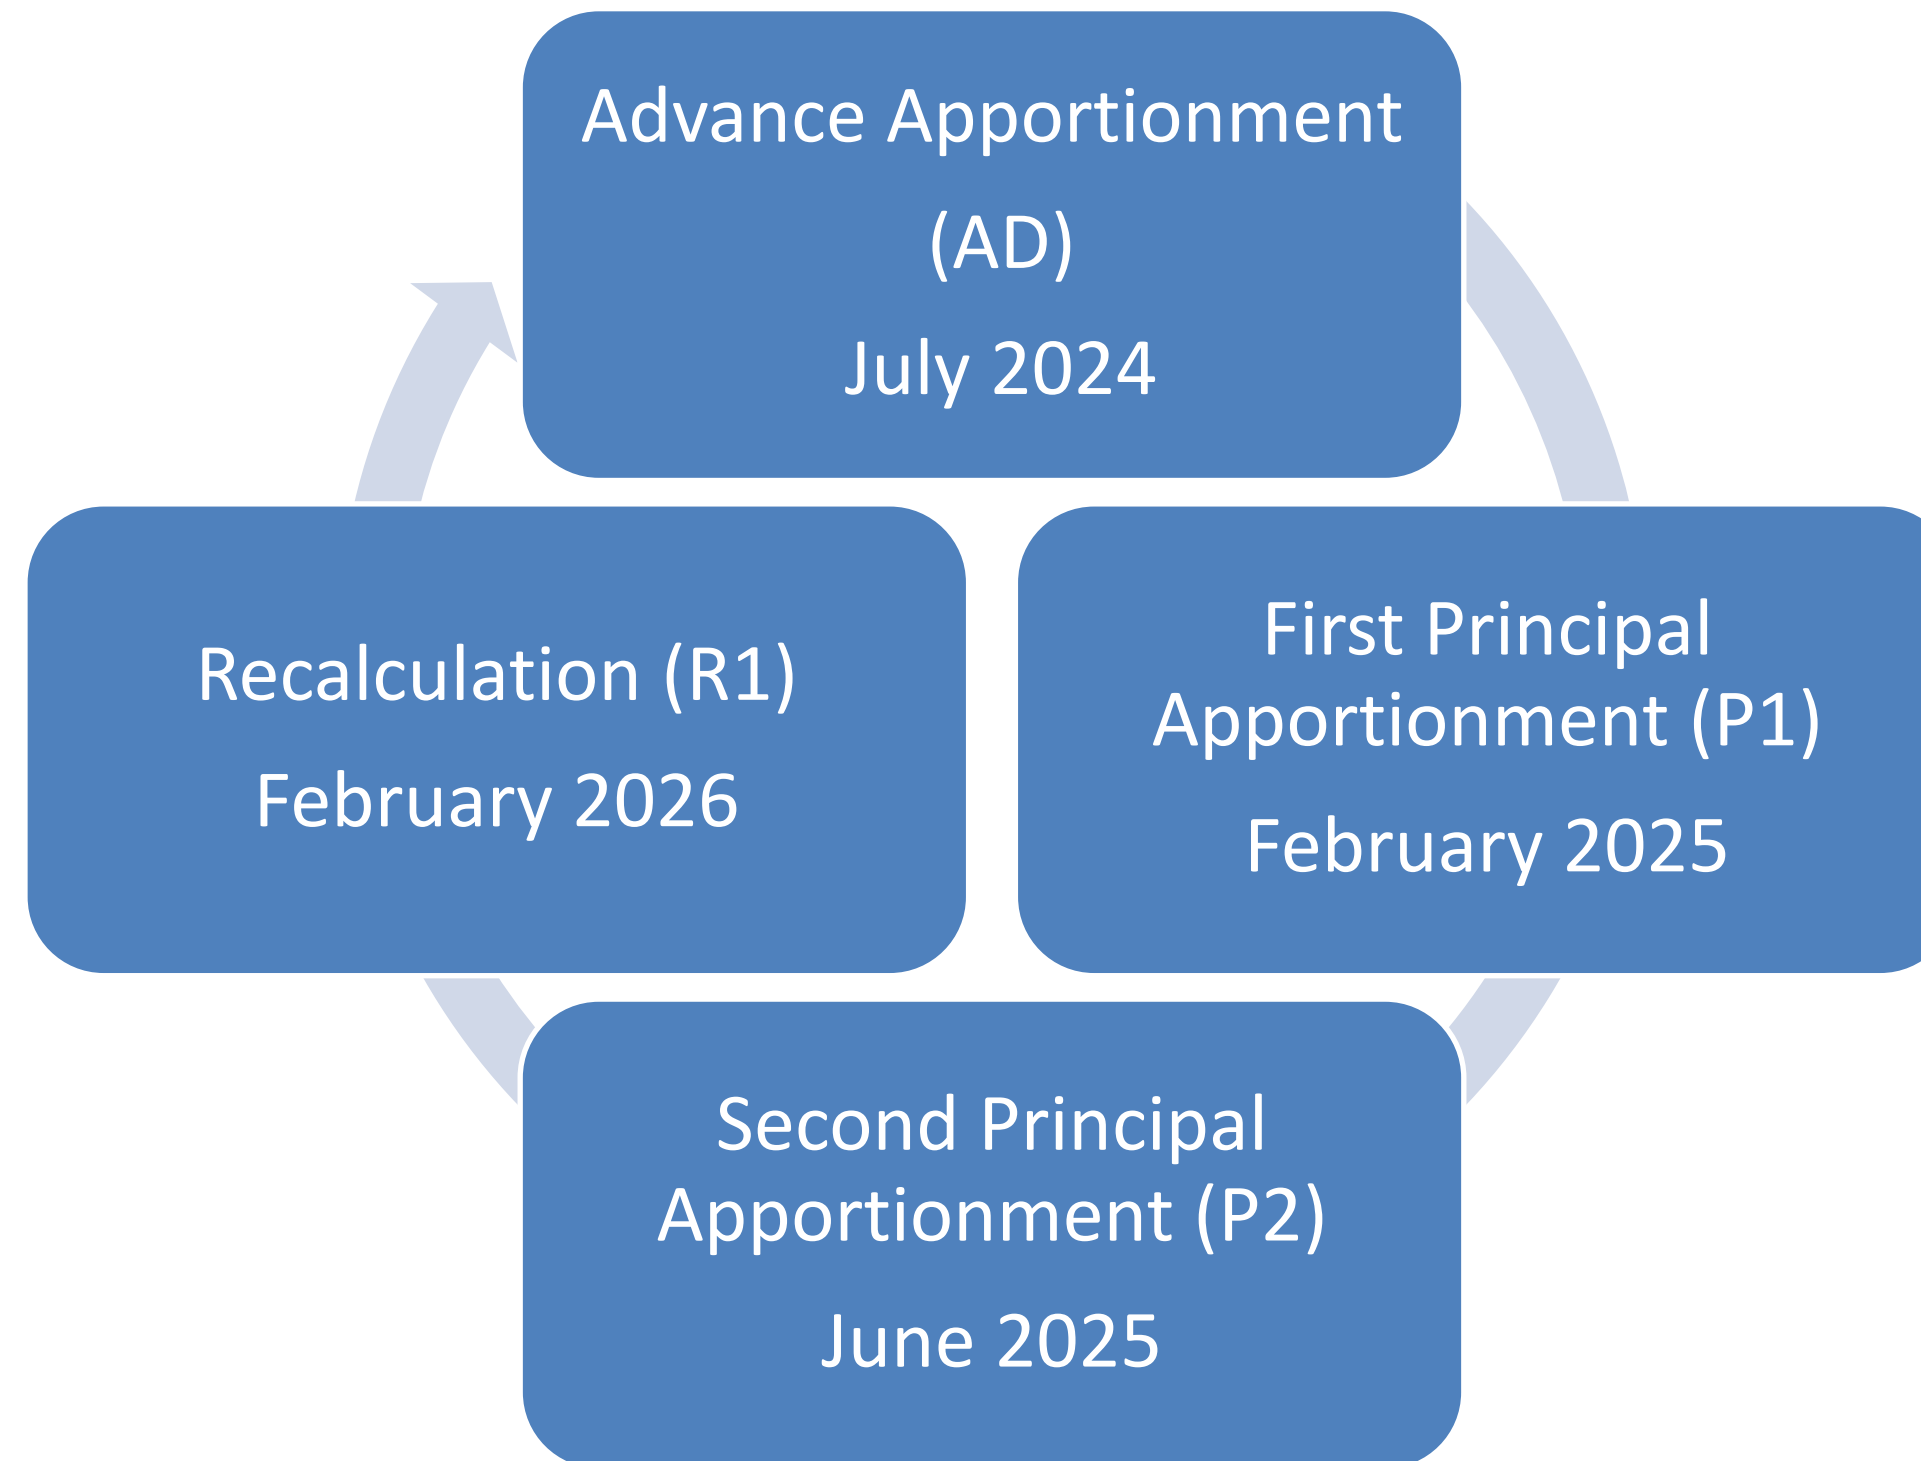 Advance Apportionment
(AD)
July 2024
First Principal
Apportionment (P1)
February 2025
Second Principal
Apportionment (P2)
June 2025
Recalculation (R1)
February 2026